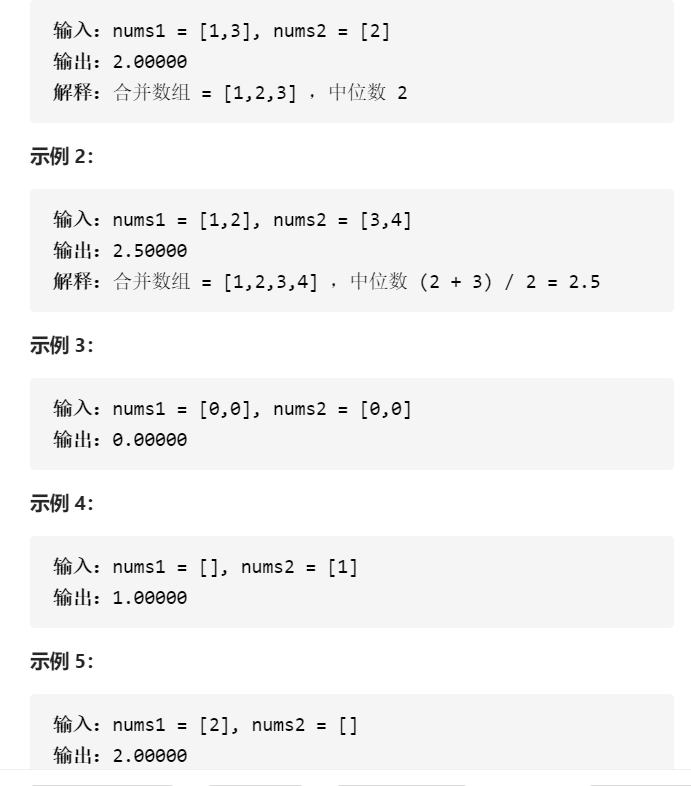 输入：nums1 = [1,3], nums2 = [2]
输出：2.00000
解释：合并数组 = [1,2,3] ，中位数 2
示例 2：
输入：nums1 = [1,2], nums2 = [3,4]
输出：2.50000
解释：合并数组 = [1,2,3,4] ，中位数 (2 + 3) / 2 = 2.5
示例 3：
输入：nums1 = [0,0], nums2 = [0,0]
输出：0.00000
示例 4：
输入：nums1 = [], nums2 = [1]
输出：1.00000
示例 5：
输入：nums1 = [2], nums2 = []
输出：2.00000